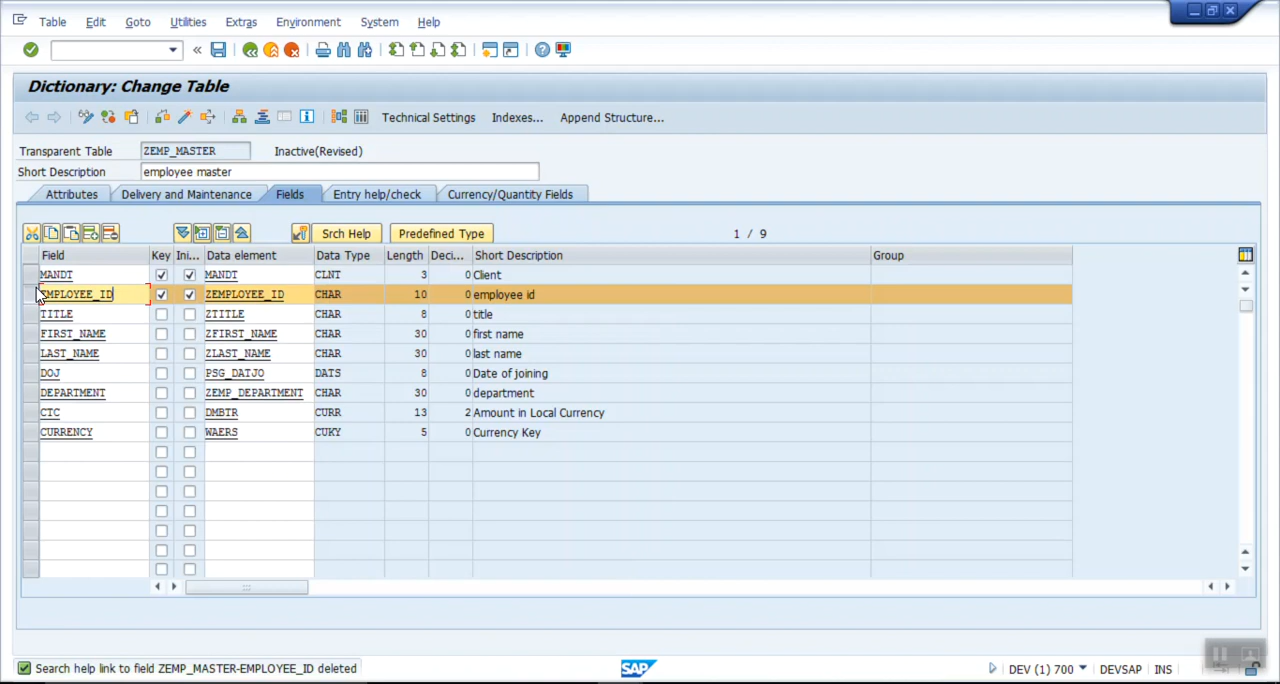 Table Edit Goto Utilities Extras Environment System Help
Dictionary: Change Table
Technical Settings Indexes... Append Structure...
Transparent Table ZEMP_MASTER Inactive(Revised)
Short Description employee master
Attributes Delivery and Maintenance Fields Entry help/check Currency/Quantity Fields
Srch Help Predefined Type 1 / 9
Field Key Ini... Data element Data Type Length Deci... Short Description Group
MANDT MANDT CLNT 3 0 Client
EMPLOYEE_ID ZEMPLOYEE_ID CHAR 10 0 employee id
TITLE ZTITLE CHAR 8 0 title
FIRST_NAME ZFIRST_NAME CHAR 30 0 first name
LAST_NAME ZLAST_NAME CHAR 30 0 last name
DOJ PSG_DATJO DATS 8 0 Date of joining
DEPARTMENT ZEMP_DEPARTMENT CHAR 30 0 department
CTC DMBTR CURR 13 2 Amount in Local Currency
CURRENCY WAERS CUKY 5 0 Currency Key
Search help link to field ZEMP_MASTER-EMPLOYEE_ID deleted SAP DEV (1) 700 DEVSAP INS